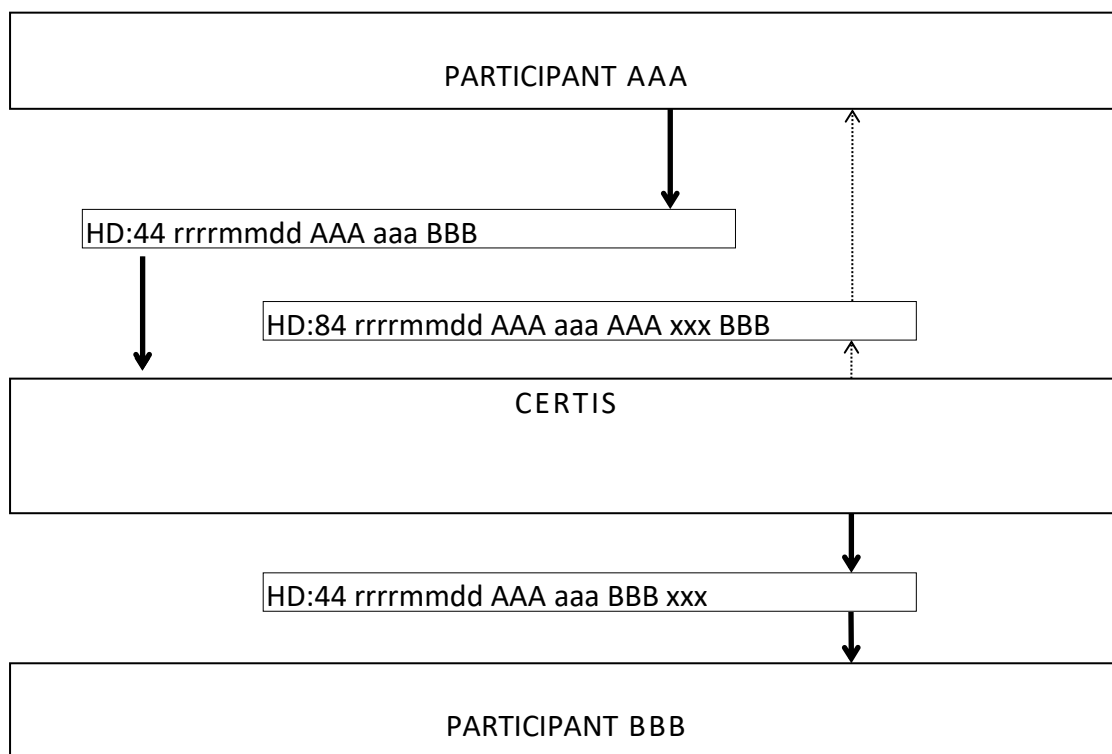 PARTICIPANT AAA
HD:44 rrrrmmdd AAA aaa BBB
HD:84 rrrrmmdd AAA aaa AAA xxx BBB
CERTIS
HD:44 rrrrmmdd AAA aaa BBB xxx
PARTICIPANT BBB